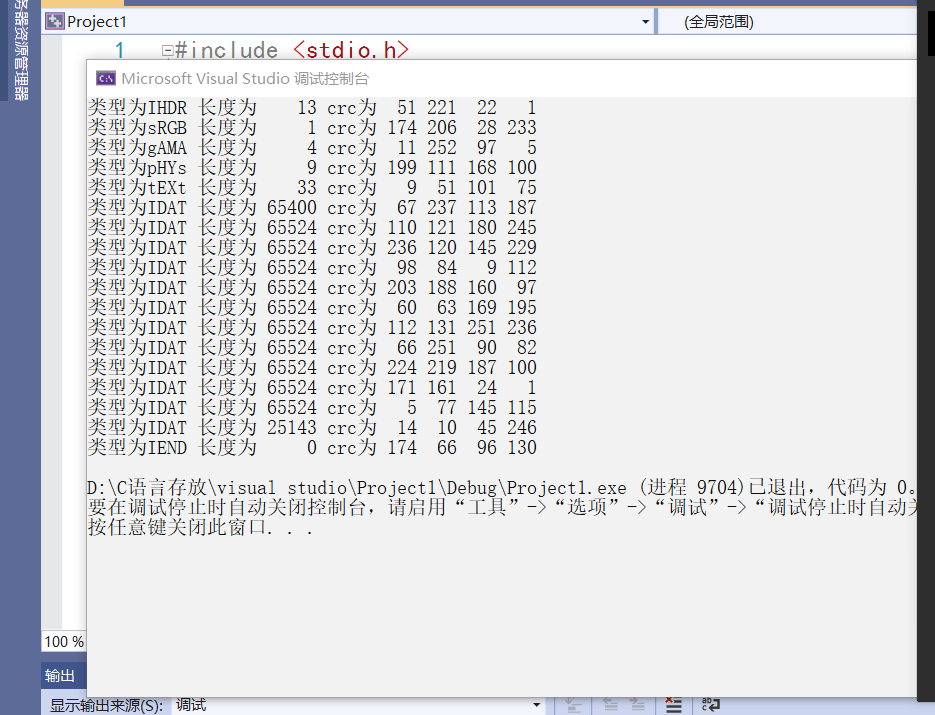 务器资源管理器
Project1
(全局范围)
1 #include <stdio.h>
Microsoft Visual Studio 调试控制台
类型为IHDR 长度为    13 crc为  51 221  22   1
类型为sRGB 长度为     1 crc为 174 206  28 233
类型为gAMA 长度为     4 crc为  11 252  97   5
类型为pHYs 长度为     9 crc为 199 111 168 100
类型为tEXt 长度为    33 crc为   9  51 101  75
类型为IDAT 长度为 65400 crc为  67 237 113 187
类型为IDAT 长度为 65524 crc为 110 121 180 245
类型为IDAT 长度为 65524 crc为 236 120 145 229
类型为IDAT 长度为 65524 crc为  98  84   9 112
类型为IDAT 长度为 65524 crc为 203 188 160  97
类型为IDAT 长度为 65524 crc为  60  63 169 195
类型为IDAT 长度为 65524 crc为 112 131 251 236
类型为IDAT 长度为 65524 crc为  66 251  90  82
类型为IDAT 长度为 65524 crc为 224 219 187 100
类型为IDAT 长度为 65524 crc为 171 161  24   1
类型为IDAT 长度为 65524 crc为   5  77 145 115
类型为IDAT 长度为 25143 crc为  14  10  45 246
类型为IEND 长度为     0 crc为 174  66  96 130
D:\C语言存放\visual studio\Project1\Debug\Project1.exe (进程 9704)已退出，代码为 0。
要在调试停止时自动关闭控制台，请启用“工具”->“选项”->“调试”->“调试停止时自动关
按任意键关闭此窗口. . .
100 %
输出
显示输出来源(S): 调试